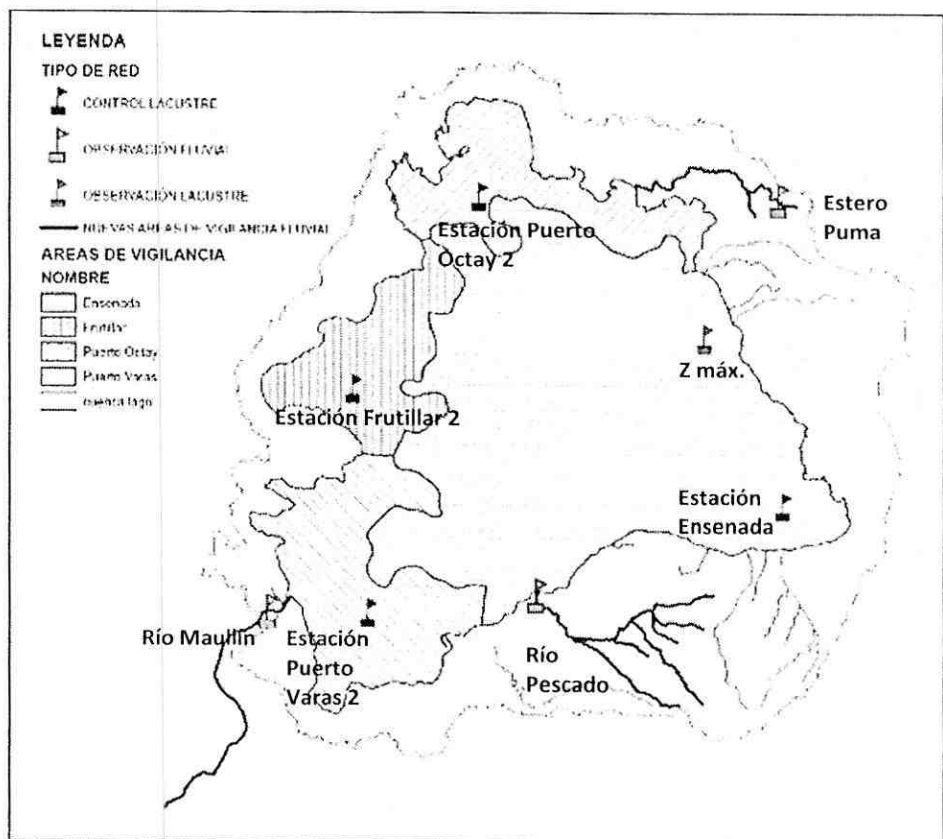 LEYENDA
TIPO DE RED
CONTROL LACUSTRE
OBSERVACIÓN FLUVIAL
OBSERVACIÓN LACUSTRE
NUEVAS AREAS DE VIGILANCIA FLUVIAL
AREAS DE VIGILANCIA
NOMBRE
Ensenada
Frutillar
Puerto Octay
Puerto Varas
cuenca lago
Estero
Puma
Estación Puerto
Octay 2
Z máx.
Estación Frutillar 2
Estación
Ensenada
Río Maullín
Estación
Puerto
Varas 2
Río
Pescado